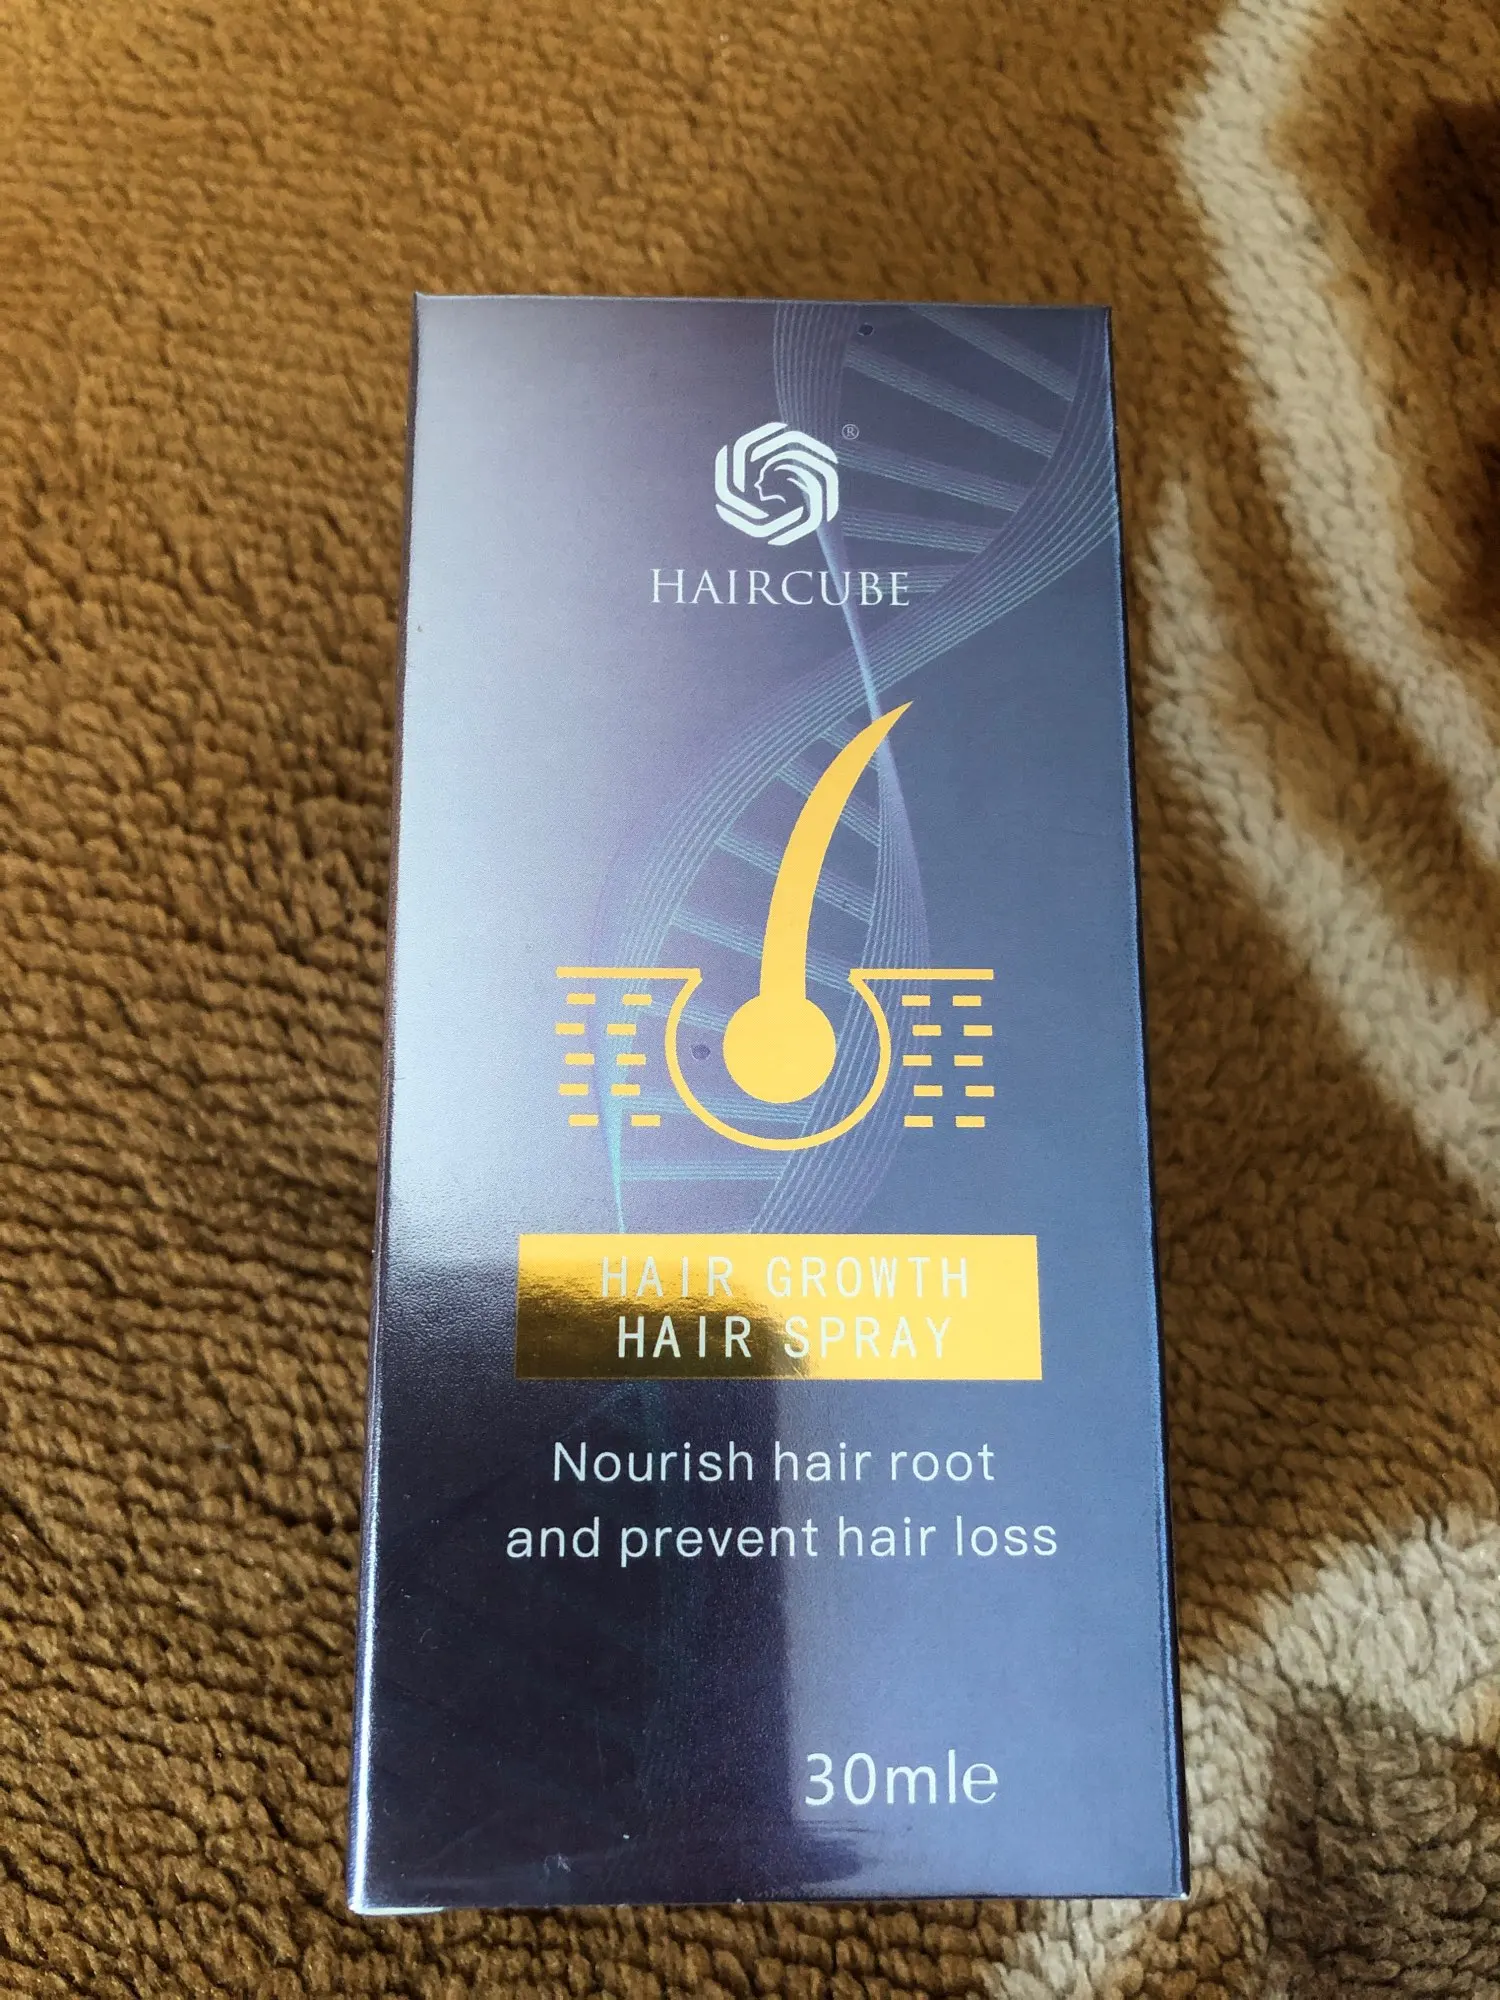 ®
HAIRCUBE
HAIR GROWTH
HAIR SPRAY
Nourish hair root
and prevent hair loss
30mle